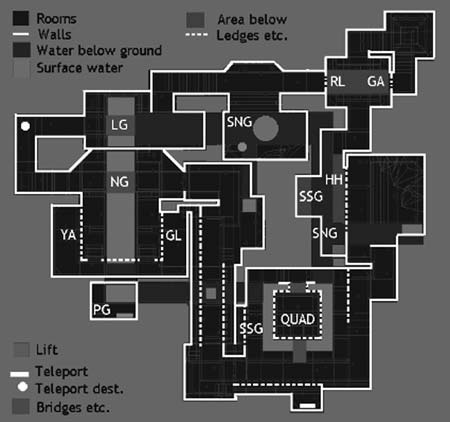 Rooms
Walls
Water below ground
Surface water
Area below
Ledges etc.
RL GA
LG
SNG
NG
HH
SSG
YA GL
SNG
PG
SSG QUAD
Lift
Teleport
Teleport dest.
Bridges etc.